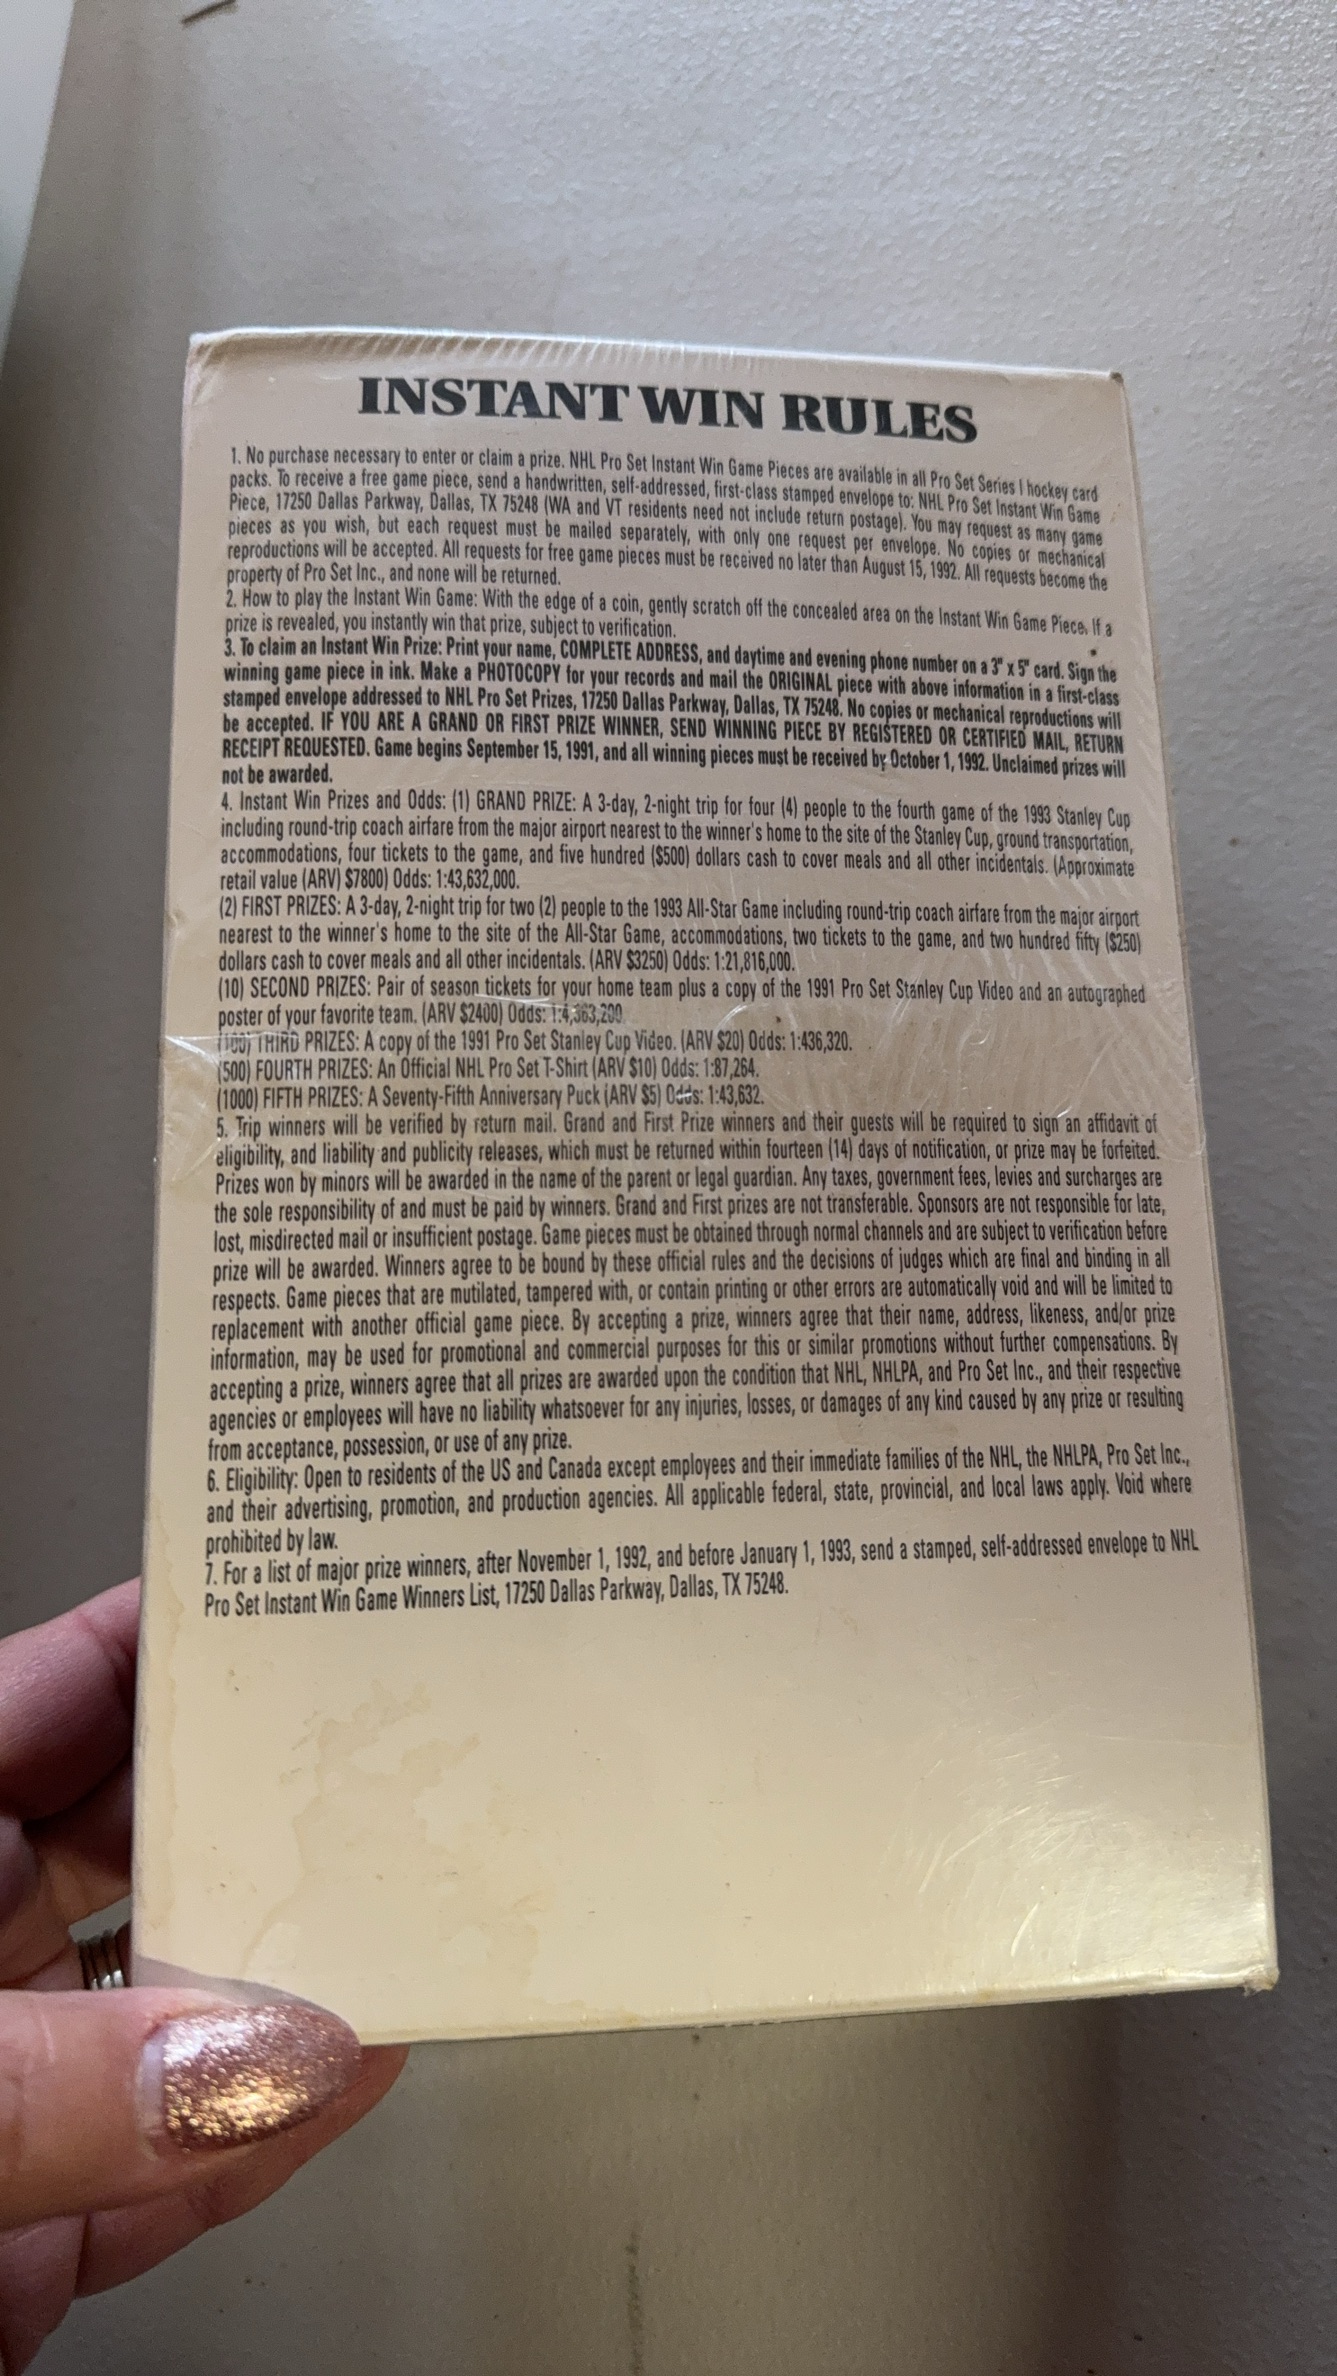 INSTANT WIN RULES
1. No purchase necessary to enter or claim a prize. NHL Pro Set Instant Win Game Pieces are available in all Pro Set Series I hockey card
packs. To receive a free game piece, send a handwritten, self-addressed, first-class stamped envelope to: NHL Pro Set Instant Win Game
Piece, 17250 Dallas Parkway, Dallas, TX 75248 (WA and VT residents need not include return postage). You may request as many game
pieces as you wish, but each request must be mailed separately, with only one request per envelope. No copies or mechanical
reproductions will be accepted. All requests for free game pieces must be received no later than August 15, 1992. All requests become the
property of Pro Set Inc., and none will be returned.
2. How to play the Instant Win Game: With the edge of a coin, gently scratch off the concealed area on the Instant Win Game Piece. If a
prize is revealed, you instantly win that prize, subject to verification.
3. To claim an Instant Win Prize: Print your name, COMPLETE ADDRESS, and daytime and evening phone number on a 3" x 5" card. Sign the
winning game piece in ink. Make a PHOTOCOPY for your records and mail the ORIGINAL piece with above information in a first-class
stamped envelope addressed to NHL Pro Set Prizes, 17250 Dallas Parkway, Dallas, TX 75248. No copies or mechanical reproductions will
be accepted. IF YOU ARE A GRAND OR FIRST PRIZE WINNER, SEND WINNING PIECE BY REGISTERED OR CERTIFIED MAIL, RETURN
RECEIPT REQUESTED. Game begins September 15, 1991, and all winning pieces must be received by October 1, 1992. Unclaimed prizes will
not be awarded.
4. Instant Win Prizes and Odds: (1) GRAND PRIZE: A 3-day, 2-night trip for four (4) people to the fourth game of the 1993 Stanley Cup
including round-trip coach airfare from the major airport nearest to the winner's home to the site of the Stanley Cup, ground transportation,
accommodations, four tickets to the game, and five hundred ($500) dollars cash to cover meals and all other incidentals. (Approximate
retail value (ARV) $7800) Odds: 1:43,632,000.
(2) FIRST PRIZES: A 3-day, 2-night trip for two (2) people to the 1993 All-Star Game including round-trip coach airfare from the major airport
nearest to the winner's home to the site of the All-Star Game, accommodations, two tickets to the game, and two hundred fifty ($250)
dollars cash to cover meals and all other incidentals. (ARV $3250) Odds: 1:21,816,000.
(10) SECOND PRIZES: Pair of season tickets for your home team plus a copy of the 1991 Pro Set Stanley Cup Video and an autographed
poster of your favorite team. (ARV $2400) Odds: 1:4,363,200.
(100) THIRD PRIZES: A copy of the 1991 Pro Set Stanley Cup Video. (ARV $20) Odds: 1:436,320.
(500) FOURTH PRIZES: An Official NHL Pro Set T-Shirt (ARV $10) Odds: 1:87,264.
(1000) FIFTH PRIZES: A Seventy-Fifth Anniversary Puck (ARV $5) Odds: 1:43,632.
5. Trip winners will be verified by return mail. Grand and First Prize winners and their guests will be required to sign an affidavit of
eligibility, and liability and publicity releases, which must be returned within fourteen (14) days of notification, or prize may be forfeited.
Prizes won by minors will be awarded in the name of the parent or legal guardian. Any taxes, government fees, levies and surcharges are
the sole responsibility of and must be paid by winners. Grand and First prizes are not transferable. Sponsors are not responsible for late,
lost, misdirected mail or insufficient postage. Game pieces must be obtained through normal channels and are subject to verification before
prize will be awarded. Winners agree to be bound by these official rules and the decisions of judges which are final and binding in all
respects. Game pieces that are mutilated, tampered with, or contain printing or other errors are automatically void and will be limited to
replacement with another official game piece. By accepting a prize, winners agree that their name, address, likeness, and/or prize
information, may be used for promotional and commercial purposes for this or similar promotions without further compensations. By
accepting a prize, winners agree that all prizes are awarded upon the condition that NHL, NHLPA, and Pro Set Inc., and their respective
agencies or employees will have no liability whatsoever for any injuries, losses, or damages of any kind caused by any prize or resulting
from acceptance, possession, or use of any prize.
6. Eligibility: Open to residents of the US and Canada except employees and their immediate families of the NHL, the NHLPA, Pro Set Inc.,
and their advertising, promotion, and production agencies. All applicable federal, state, provincial, and local laws apply. Void where
prohibited by law.
7. For a list of major prize winners, after November 1, 1992, and before January 1, 1993, send a stamped, self-addressed envelope to NHL
Pro Set Instant Win Game Winners List, 17250 Dallas Parkway, Dallas, TX 75248.